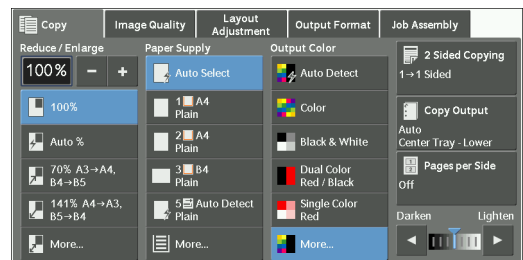 Copy
Image Quality
Layout
Adjustment
Output Format
Job Assembly
Reduce / Enlarge
100%
−
+
100%
Auto %
70% A3→A4,
B4→B5
141% A4→A3,
B5→B4
More...
Paper Supply
Auto Select
1 A4
Plain
2 A4
Plain
3 B4
Plain
5 Auto Detect
Plain
More...
Output Color
Auto Detect
Color
Black & White
Dual Color
Red / Black
Single Color
Red
More...
2 Sided Copying
1→1 Sided
Copy Output
Auto
Center Tray - Lower
1 2
Pages per Side
Off
Darken Lighten